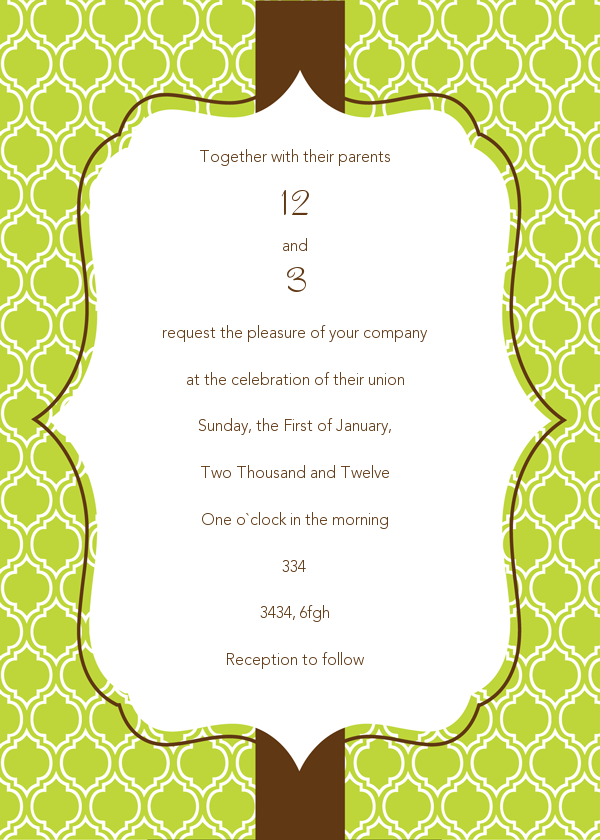 Together with their parents
12
and
3
request the pleasure of your company
at the celebration of their union
Sunday, the First of January,
Two Thousand and Twelve
One o`clock in the morning
334
3434, 6fgh
Reception to follow